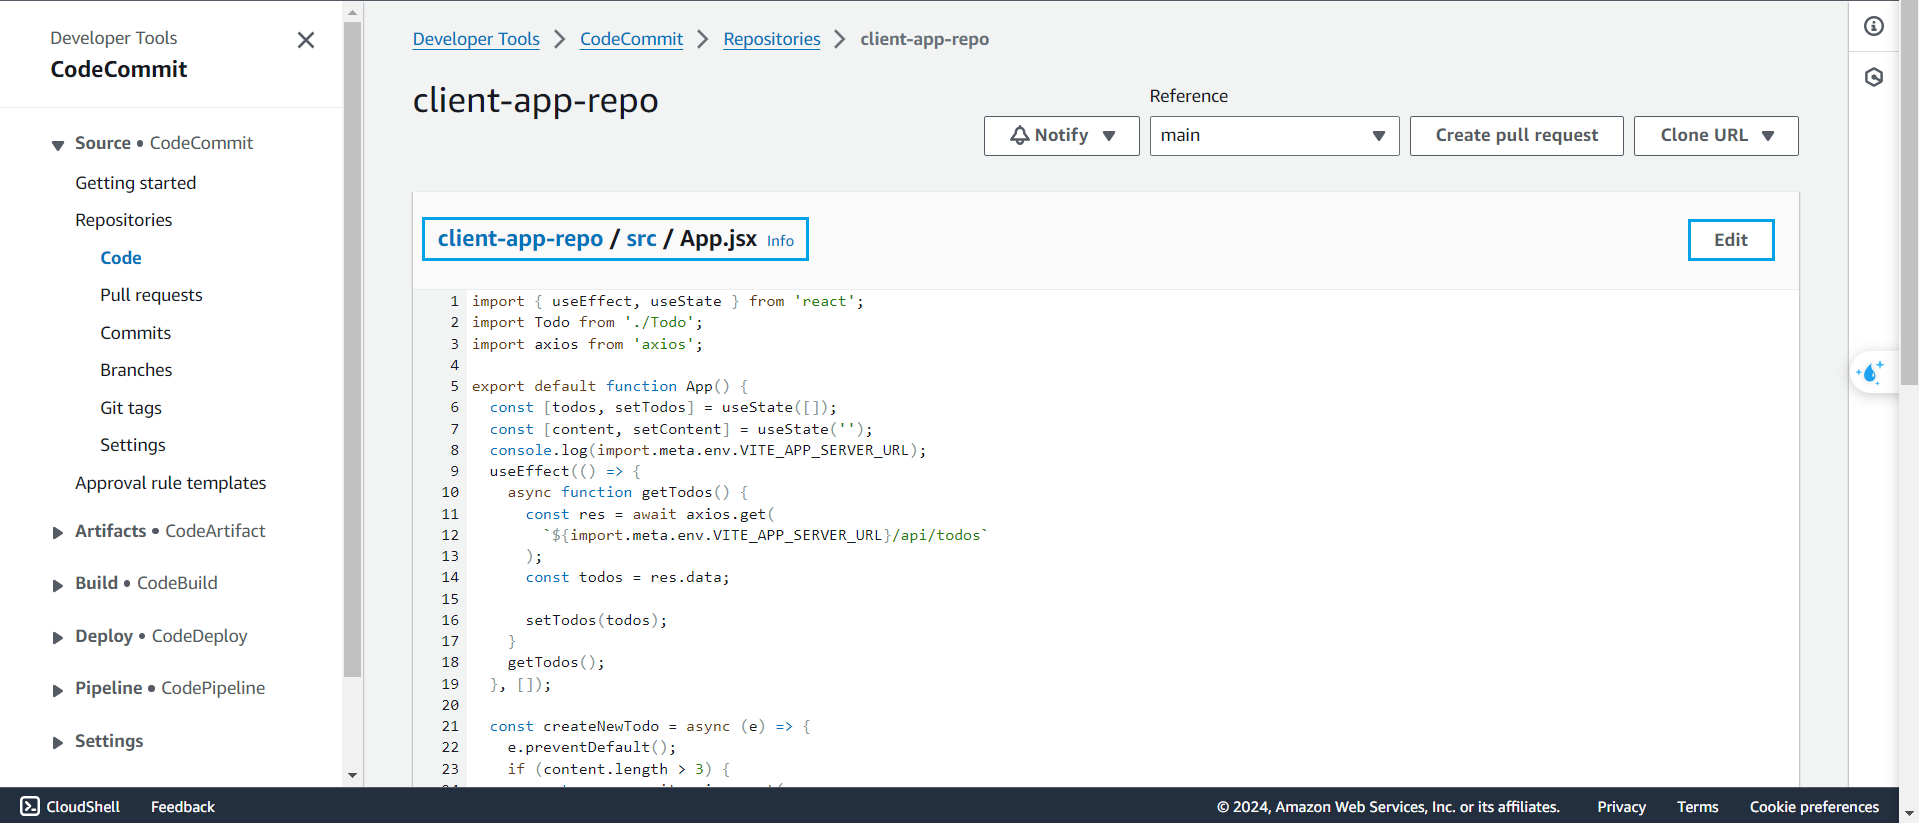 Developer Tools
CodeCommit
Source • CodeCommit
Getting started
Repositories
Code
Pull requests
Commits
Branches
Git tags
Settings
Approval rule templates
Artifacts • CodeArtifact
Build • CodeBuild
Deploy • CodeDeploy
Pipeline • CodePipeline
Settings
Developer Tools > CodeCommit > Repositories > client-app-repo
client-app-repo
Reference
Notify
main
Create pull request
Clone URL
client-app-repo / src / App.jsx Info
Edit
1 import { useEffect, useState } from 'react';
2 import Todo from './Todo';
3 import axios from 'axios';
4
5 export default function App() {
6   const [todos, setTodos] = useState([]);
7   const [content, setContent] = useState('');
8   console.log(import.meta.env.VITE_APP_SERVER_URL);
9   useEffect(() => {
10     async function getTodos() {
11       const res = await axios.get(
12         `${import.meta.env.VITE_APP_SERVER_URL}/api/todos`
13       );
14       const todos = res.data;
15
16       setTodos(todos);
17     }
18     getTodos();
19   }, []);
20
21   const createNewTodo = async (e) => {
22     e.preventDefault();
23     if (content.length > 3) {
CloudShell
Feedback
© 2024, Amazon Web Services, Inc. or its affiliates.
Privacy
Terms
Cookie preferences